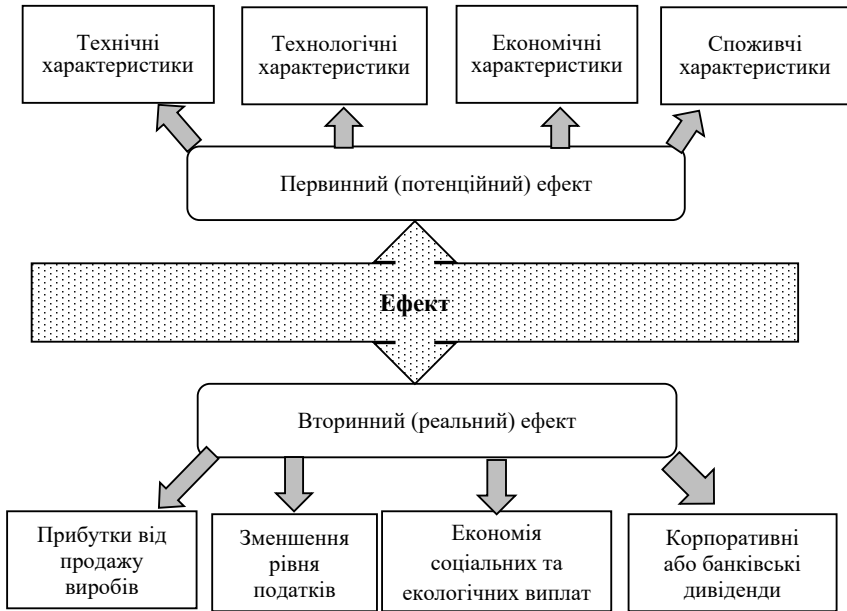 Технічні
характеристики
Технологічні
характеристики
Економічні
характеристики
Споживчі
характеристики
Первинний (потенційний) ефект
Ефект
Вторинний (реальний) ефект
Прибутки від
продажу
виробів
Зменшення
рівня
податків
Економія
соціальних та
екологічних виплат
Корпоративні
або банківські
дивіденди